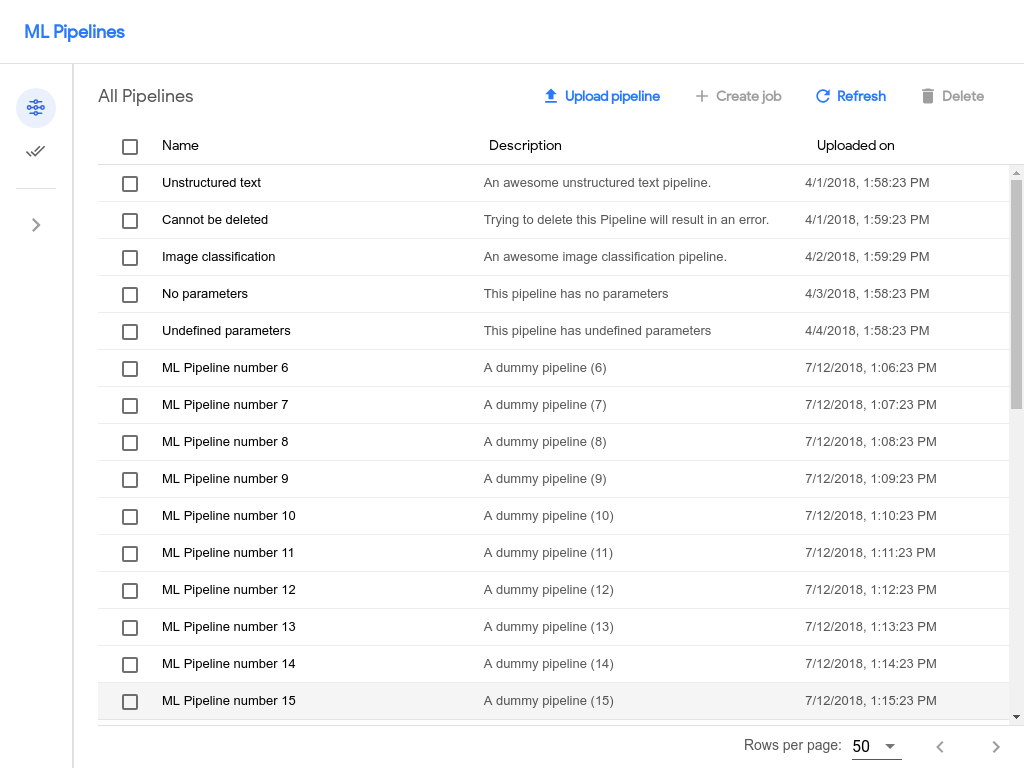 ML Pipelines
All Pipelines Upload pipeline Create job Refresh Delete
Name Description Uploaded on
Unstructured text An awesome unstructured text pipeline. 4/1/2018, 1:58:23 PM
Cannot be deleted Trying to delete this Pipeline will result in an error. 4/1/2018, 1:59:23 PM
Image classification An awesome image classification pipeline. 4/2/2018, 1:59:29 PM
No parameters This pipeline has no parameters 4/3/2018, 1:58:23 PM
Undefined parameters This pipeline has undefined parameters 4/4/2018, 1:58:23 PM
ML Pipeline number 6 A dummy pipeline (6) 7/12/2018, 1:06:23 PM
ML Pipeline number 7 A dummy pipeline (7) 7/12/2018, 1:07:23 PM
ML Pipeline number 8 A dummy pipeline (8) 7/12/2018, 1:08:23 PM
ML Pipeline number 9 A dummy pipeline (9) 7/12/2018, 1:09:23 PM
ML Pipeline number 10 A dummy pipeline (10) 7/12/2018, 1:10:23 PM
ML Pipeline number 11 A dummy pipeline (11) 7/12/2018, 1:11:23 PM
ML Pipeline number 12 A dummy pipeline (12) 7/12/2018, 1:12:23 PM
ML Pipeline number 13 A dummy pipeline (13) 7/12/2018, 1:13:23 PM
ML Pipeline number 14 A dummy pipeline (14) 7/12/2018, 1:14:23 PM
ML Pipeline number 15 A dummy pipeline (15) 7/12/2018, 1:15:23 PM
Rows per page: 50